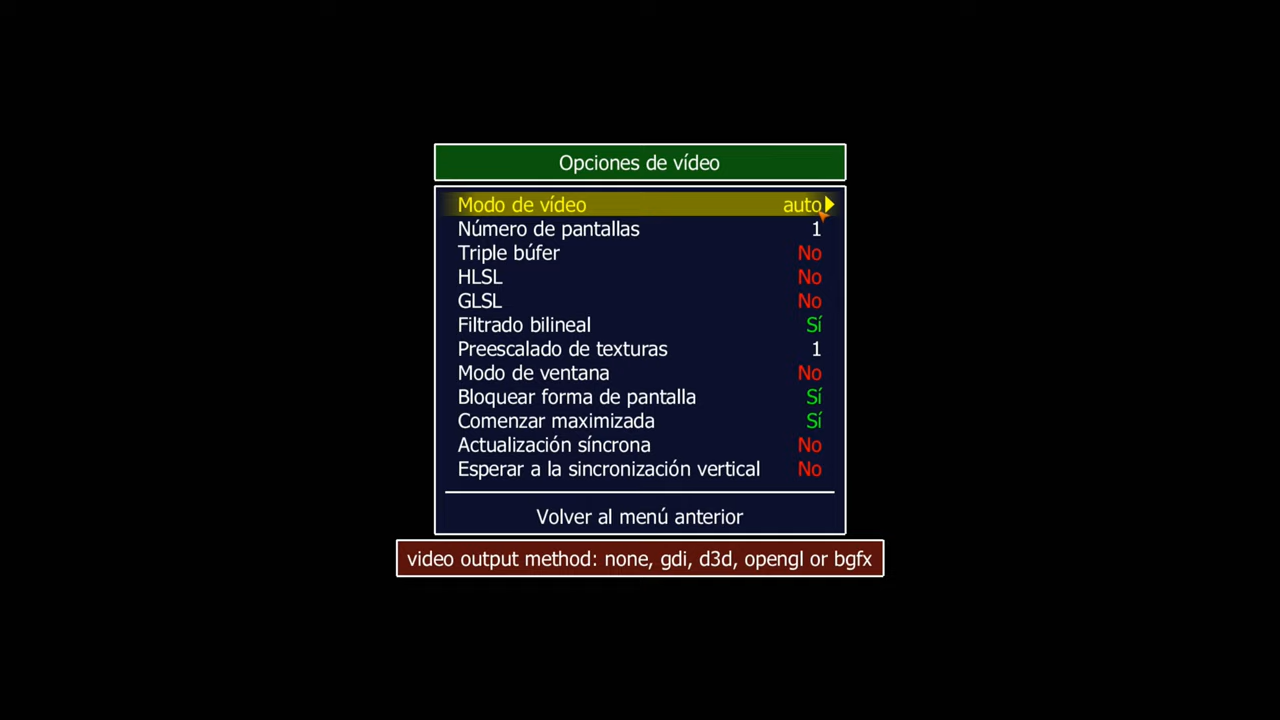 Opciones de vídeo
Modo de vídeo auto
Número de pantallas 1
Triple búfer No
HLSL No
GLSL No
Filtrado bilineal Sí
Preescalado de texturas 1
Modo de ventana No
Bloquear forma de pantalla Sí
Comenzar maximizada Sí
Actualización síncrona No
Esperar a la sincronización vertical No
Volver al menú anterior
video output method: none, gdi, d3d, opengl or bgfx